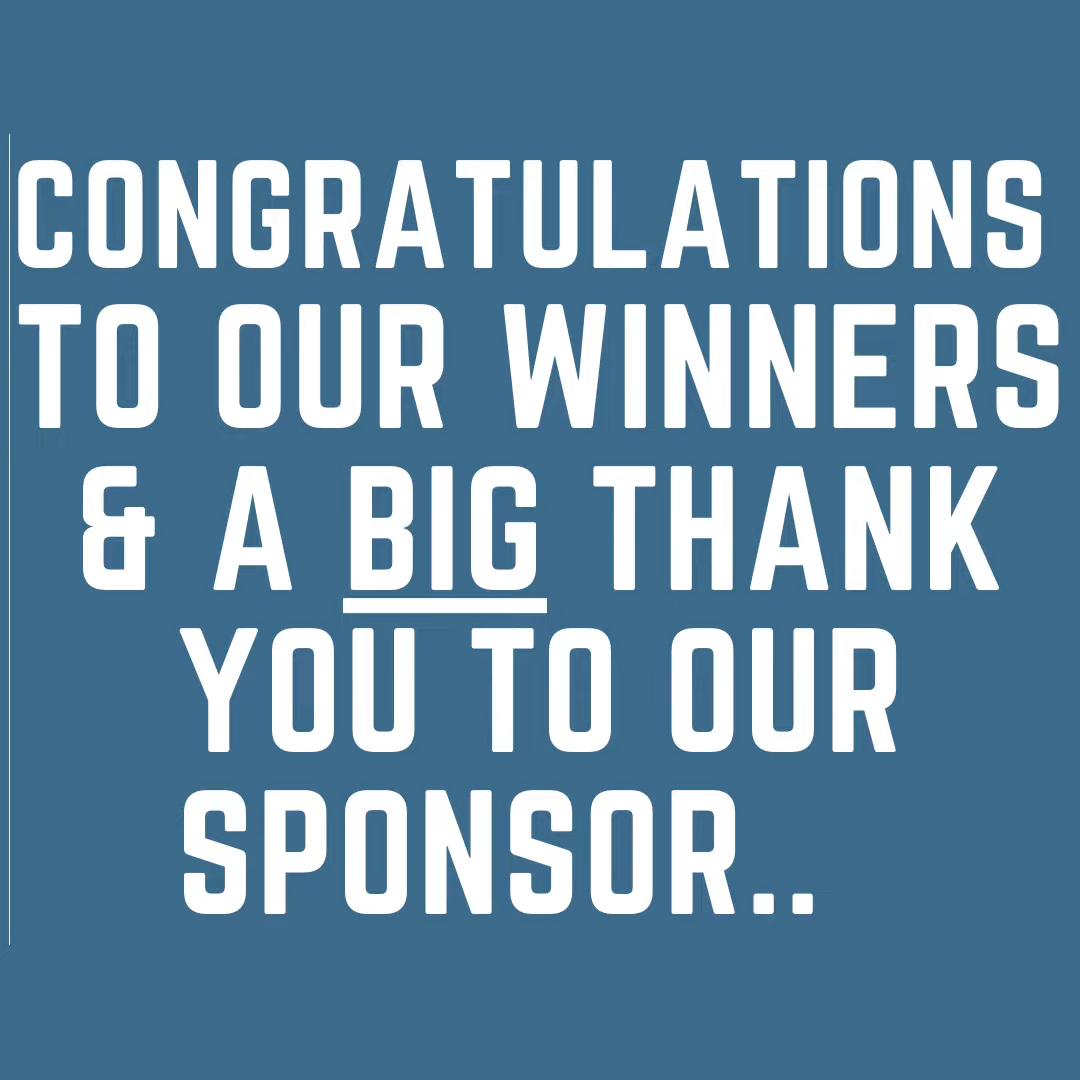 CONGRATULATIONS
TO OUR WINNERS
& A BIG THANK
YOU TO OUR
SPONSOR..